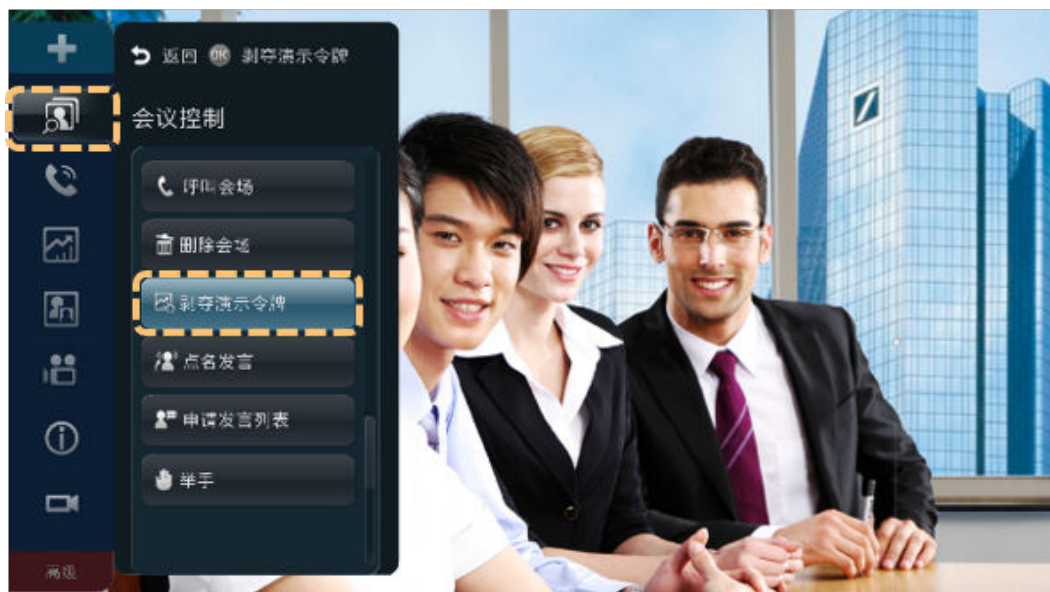 返回 OK 剥夺演示令牌
会议控制
呼叫会场
删除会场
剥夺演示令牌
点名发言
申请发言列表
举手
高级